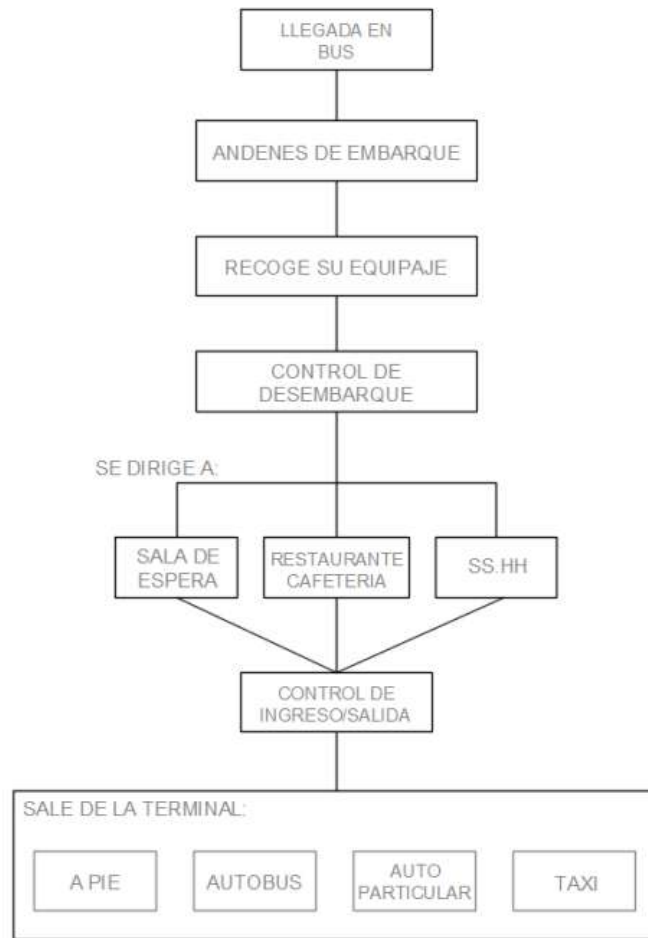 LLEGADA EN
BUS
ANDENES DE EMBARQUE
RECOGE SU EQUIPAJE
CONTROL DE
DESEMBARQUE
SE DIRIGE A:
SALA DE
ESPERA
RESTAURANTE
CAFETERIA
SS.HH
CONTROL DE
INGRESO/SALIDA
SALE DE LA TERMINAL:
A PIE
AUTOBUS
AUTO
PARTICULAR
TAXI